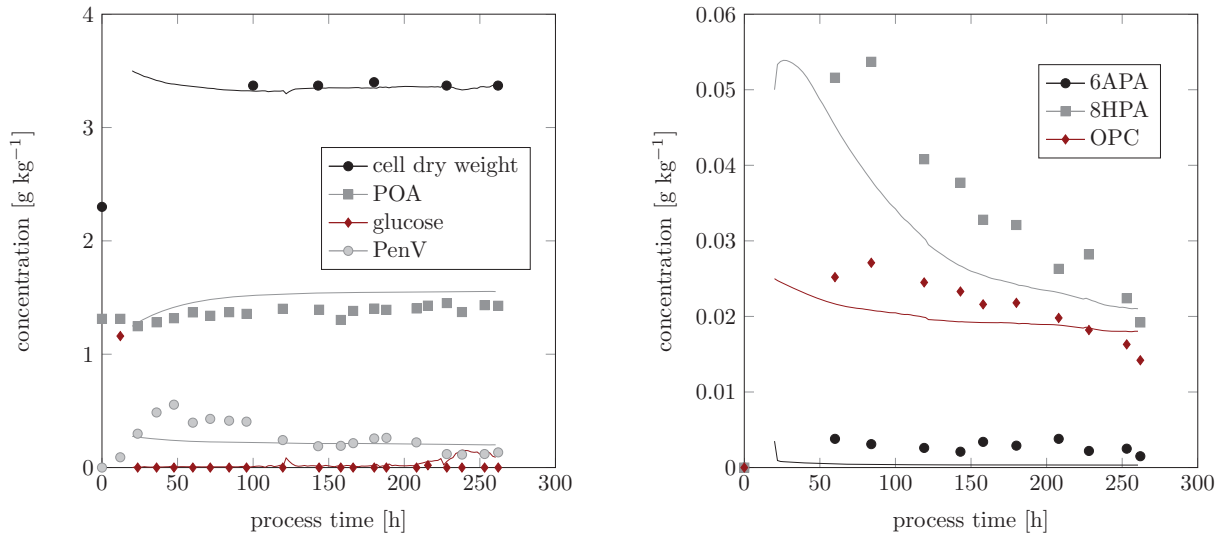 4
3
2
1
0
0
50
100
150
200
250
300
concentration [g kg⁻¹]
process time [h]
cell dry weight
POA
glucose
PenV
0.06
0.05
0.04
0.03
0.02
0.01
0
0
50
100
150
200
250
300
concentration [g kg⁻¹]
process time [h]
6APA
8HPA
OPC